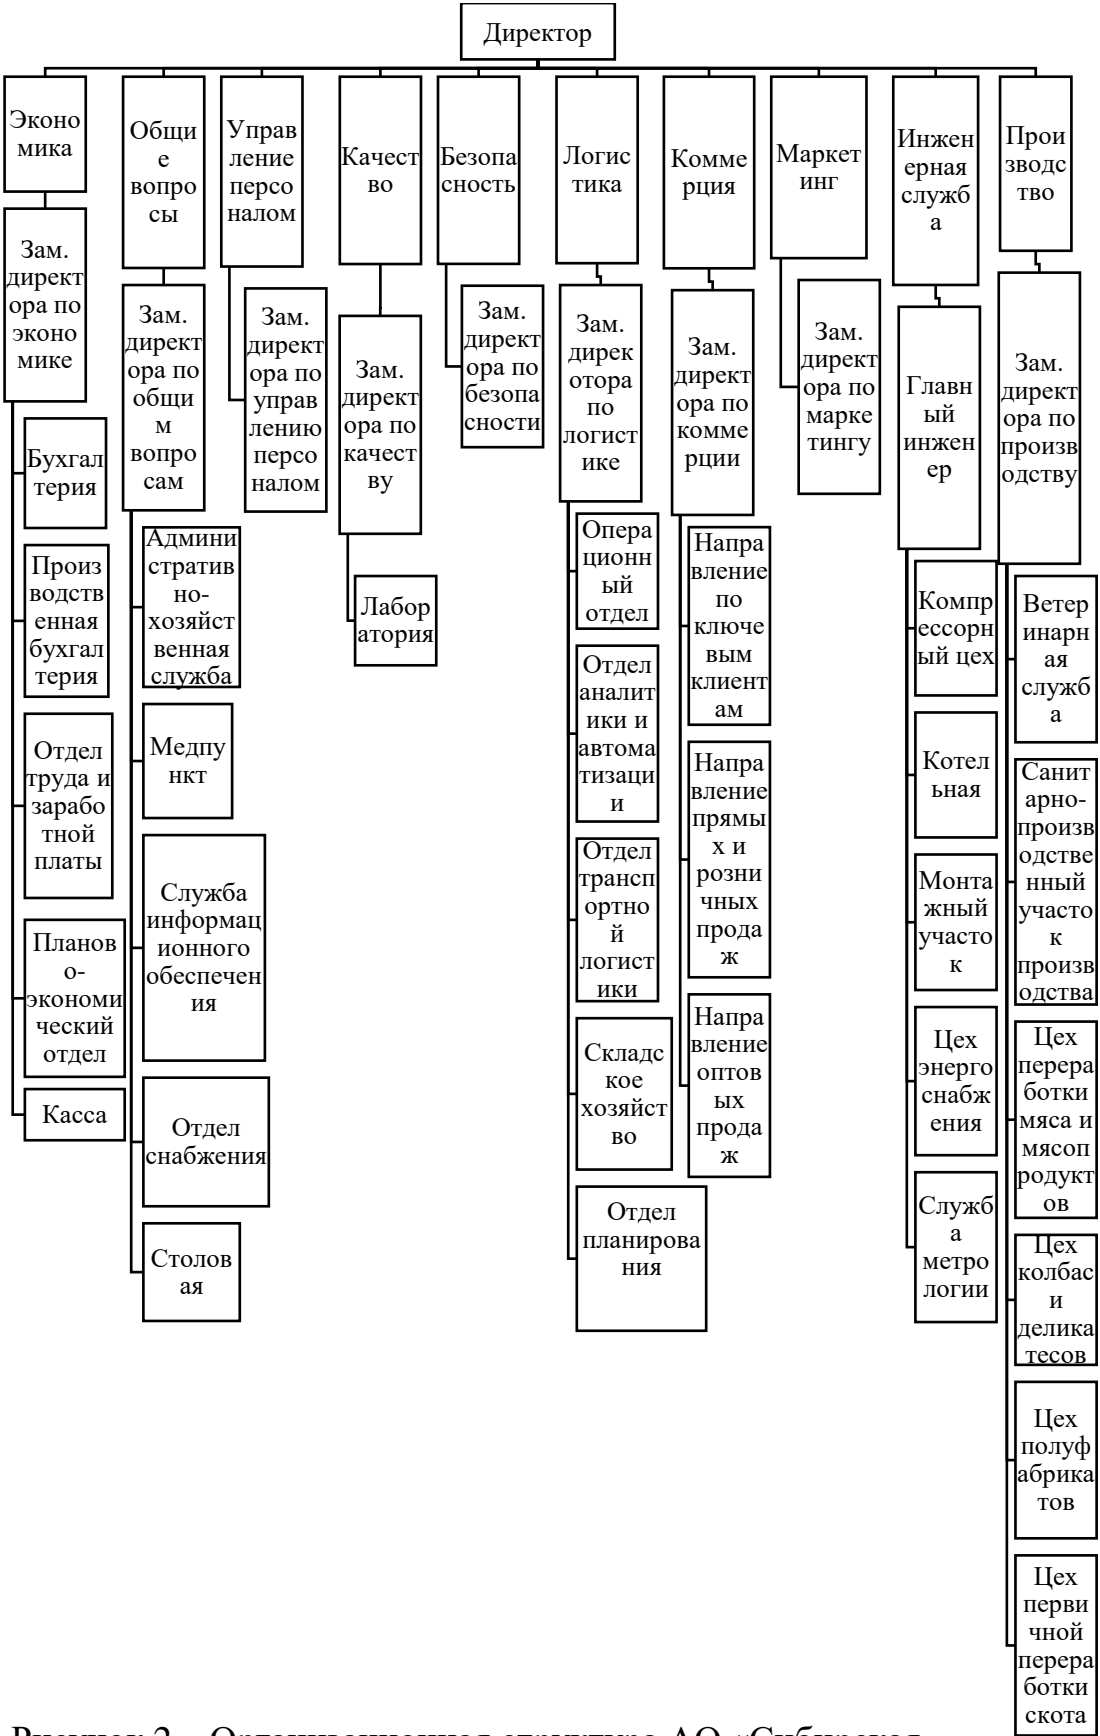 Директор
Эконо
мика
Зам.
директ
ора по
эконо
мике
Бухгал
терия
Произ
водств
енная
бухгал
терия
Отдел
труда и
зарабо
тной
платы
Планов
о-
экономи
ческий
отдел
Касса
Общи
е
вопро
сы
Зам.
директ
ора по
общи
м
вопро
сам
Админи
стратив
но-
хозяйст
венная
служба
Медпу
нкт
Служба
информац
ионного
обеспечен
ия
Отдел
снабжения
Столов
ая
Управ
ление
персо
налом
Зам.
директ
ора по
управ
лению
персо
налом
Качест
во
Зам.
директ
ора по
качест
ву
Лабор
атория
Безопа
сность
Зам.
директ
ора по
безопа
сности
Логис
тика
Зам.
дирек
отора
по
логист
ике
Опера
ционн
ый
отдел
Отдел
аналит
ики и
автома
тизаци
и
Отдел
трансп
ортно
й
логист
ики
Складс
кое
хозяйст
во
Отдел
планирова
ния
Комме
рция
Зам.
директ
ора по
комме
рции
Напра
вление
по
ключе
вым
клиент
ам
Напра
вление
прямы
х и
розни
чных
прода
ж
Напра
вление
оптов
ых
прода
ж
Маркет
инг
Зам.
директ
ора по
марке
тингу
Инжен
ерная
служб
а
Главн
ый
инжен
ер
Компр
ессорн
ый цех
Котел
ьная
Монта
жный
участо
к
Цех
энерго
снабж
ения
Служб
а
метро
логии
Прои
зводс
тво
Зам.
директ
ора по
произв
одству
Ветер
инарн
ая
служб
а
Санит
арно-
произв
одстве
нный
участо
к
произв
одства
Цех
перера
ботки
мяса и
мясоп
родукт
ов
Цех
колбас
и
делика
тесов
Цех
полуф
абрика
тов
Цех
перви
чной
перера
ботки
скота
Рисунок 2 – Организационная структура АО «Сибирская